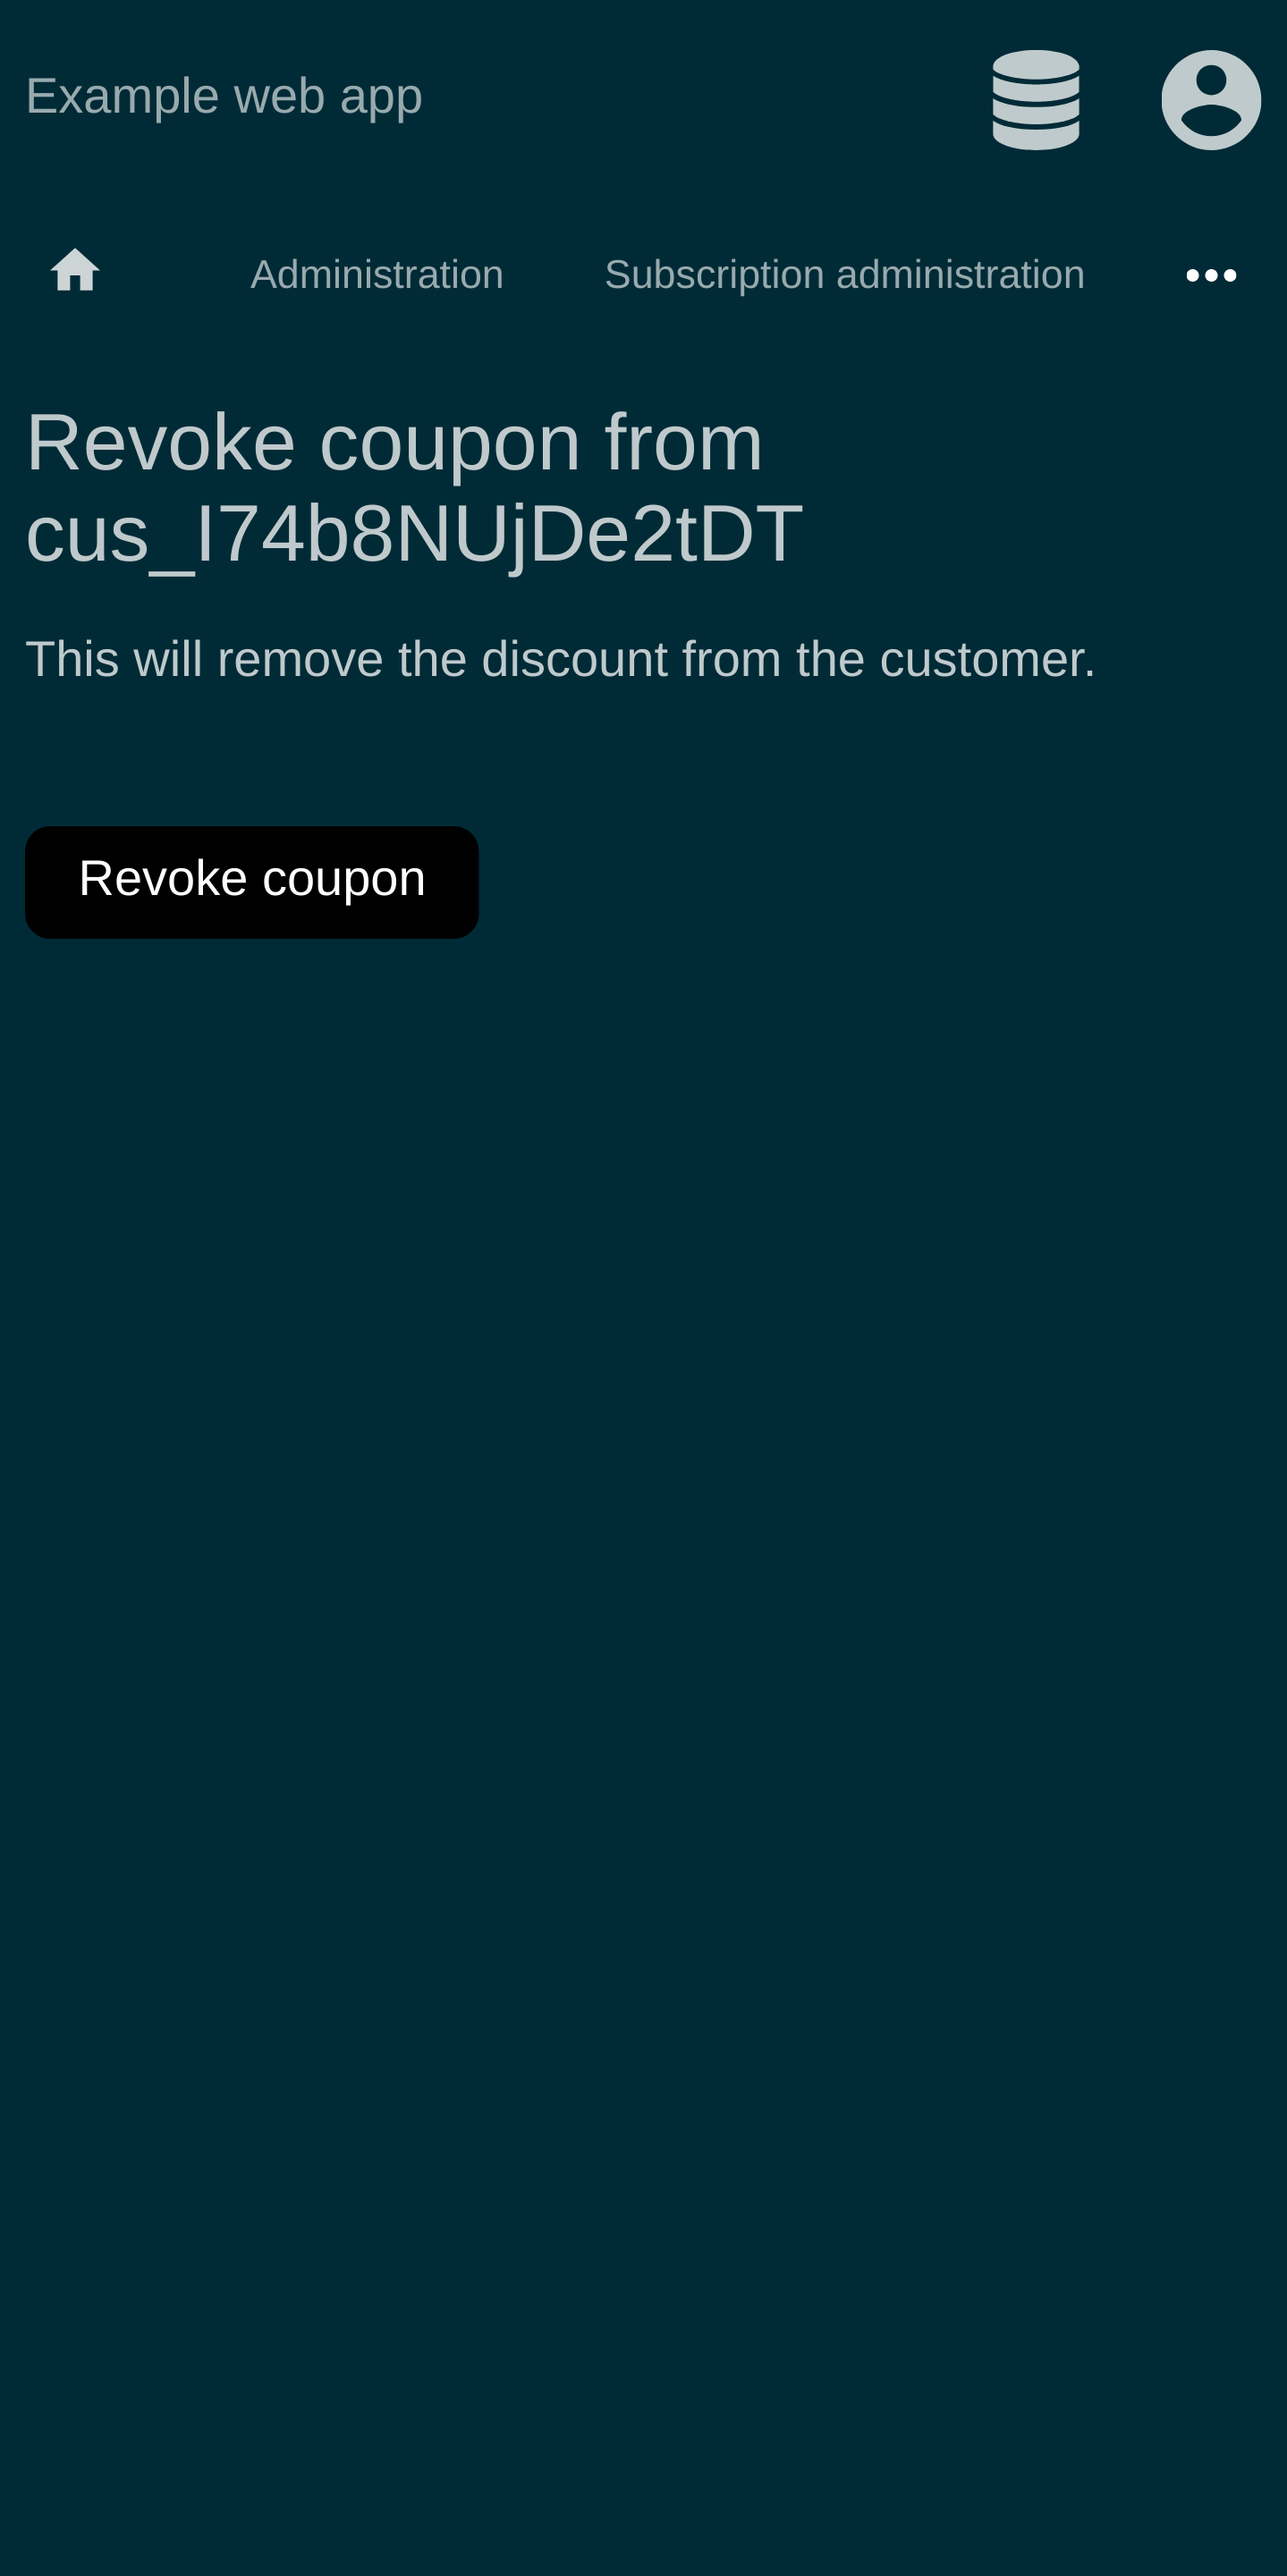 Example web app
Administration Subscription administration
Revoke coupon from
cus_I74b8NUjDe2tDT
This will remove the discount from the customer.
Revoke coupon